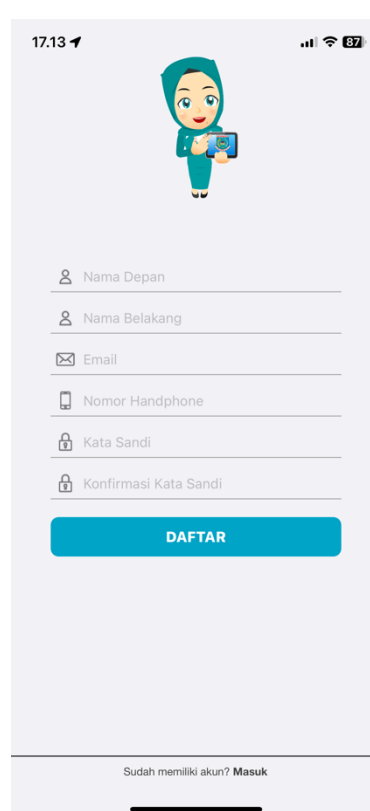 17.13
87
Nama Depan
Nama Belakang
Email
Nomor Handphone
Kata Sandi
Konfirmasi Kata Sandi
DAFTAR
Sudah memiliki akun? Masuk